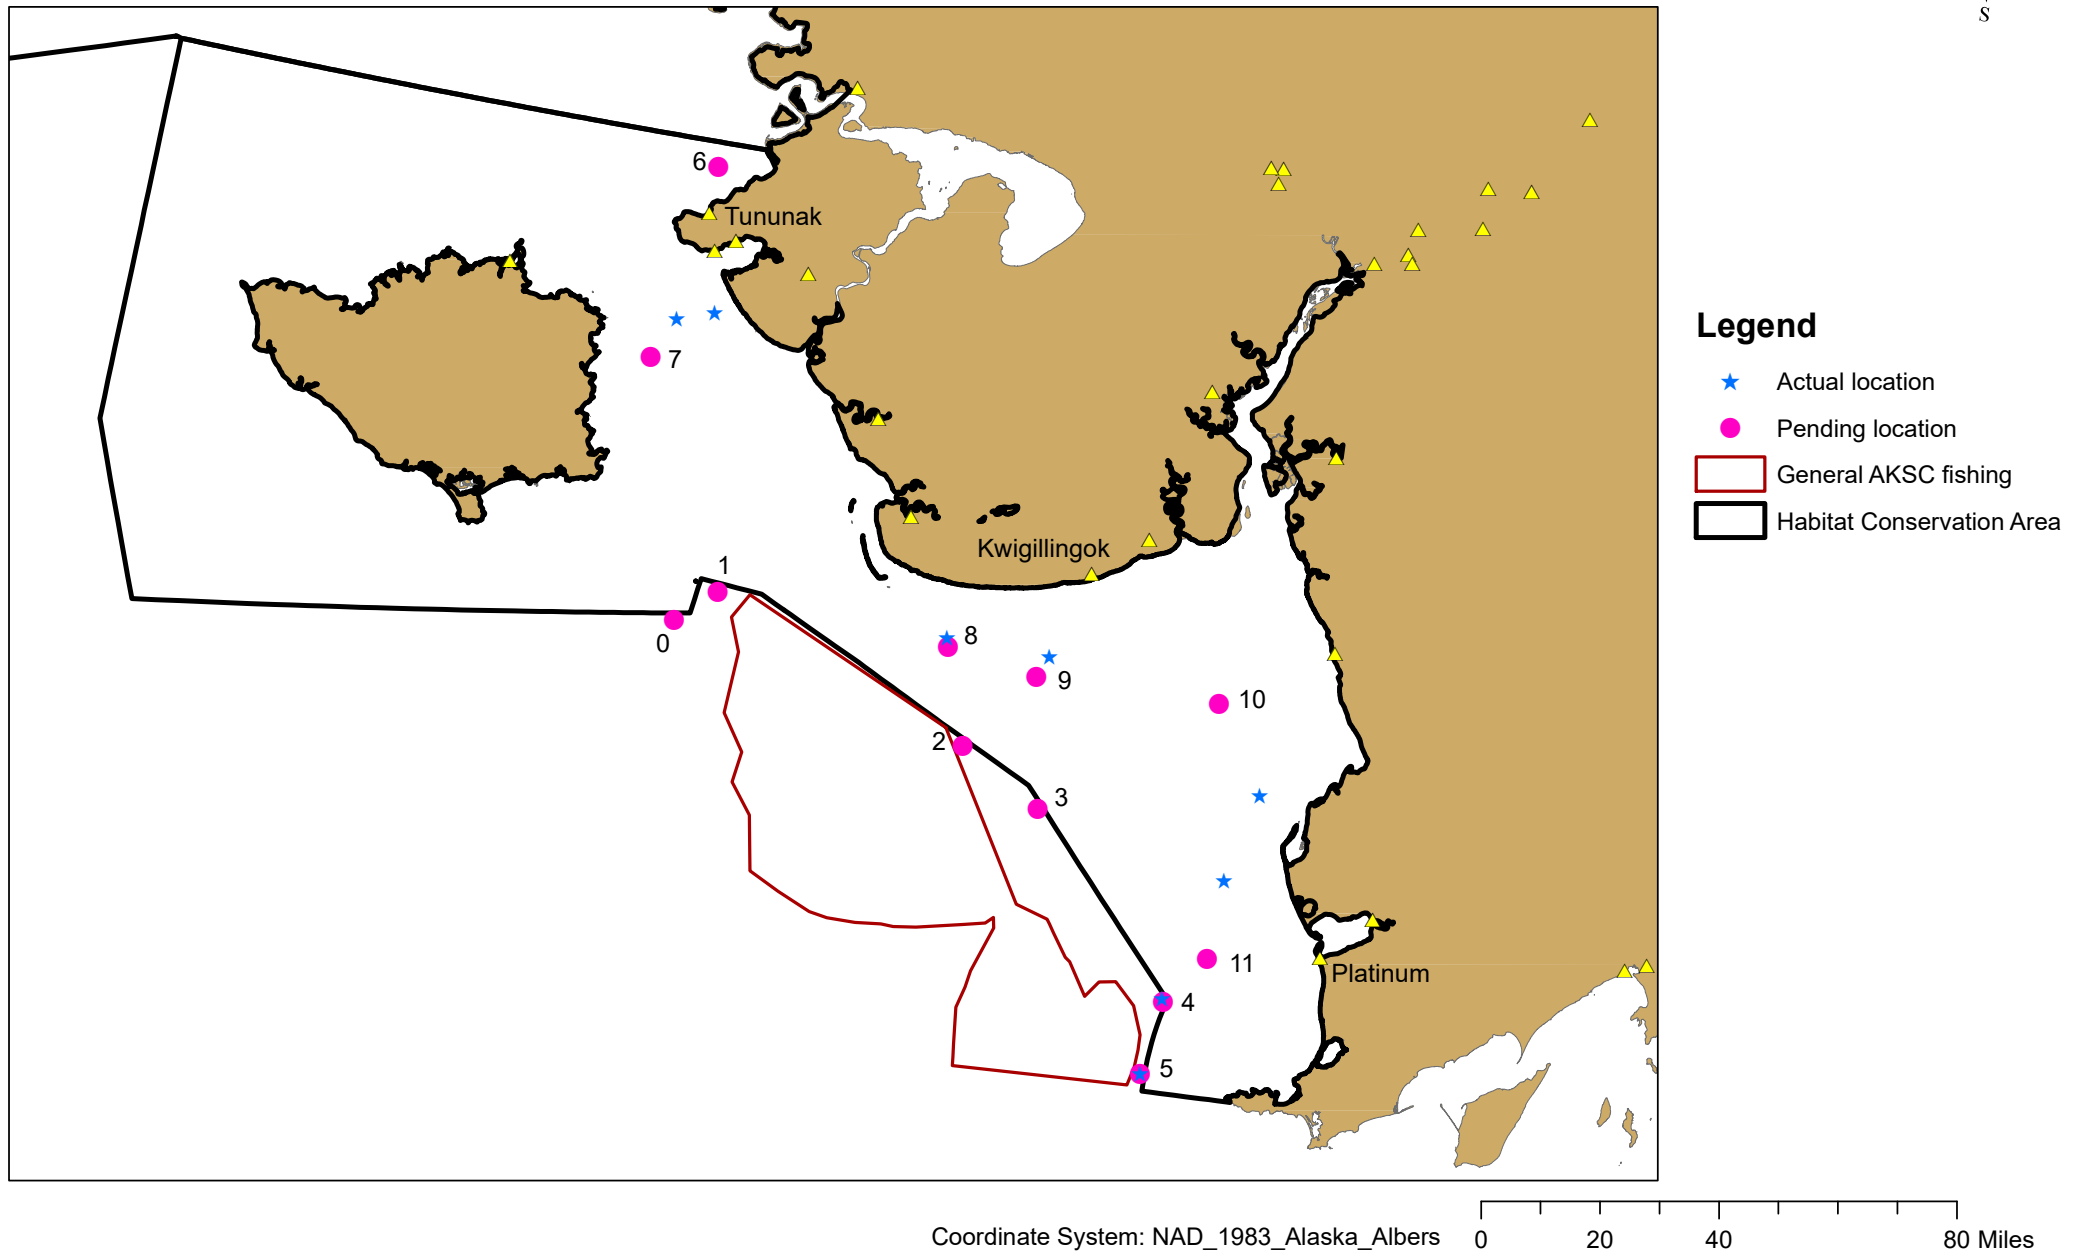 S
6
Tununak
7
Legend
Actual location
Pending location
General AKSC fishing
Habitat Conservation Area
Kwigillingok
1
0
8
9
10
2
3
11
Platinum
4
5
Coordinate System: NAD_1983_Alaska_Albers
0 20 40 80 Miles